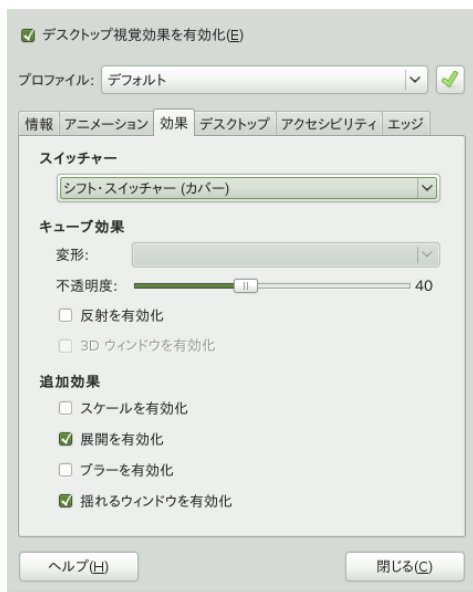 デスクトップ視覚効果を有効化(E)
プロファイル: デフォルト
情報 アニメーション 効果 デスクトップ アクセシビリティ エッジ
スイッチャー
シフト・スイッチャー (カバー)
キューブ効果
変形:
不透明度: 40
反射を有効化
3D ウィンドウを有効化
追加効果
スケールを有効化
展開を有効化
ブラーを有効化
揺れるウィンドウを有効化
ヘルプ(H) 閉じる(C)